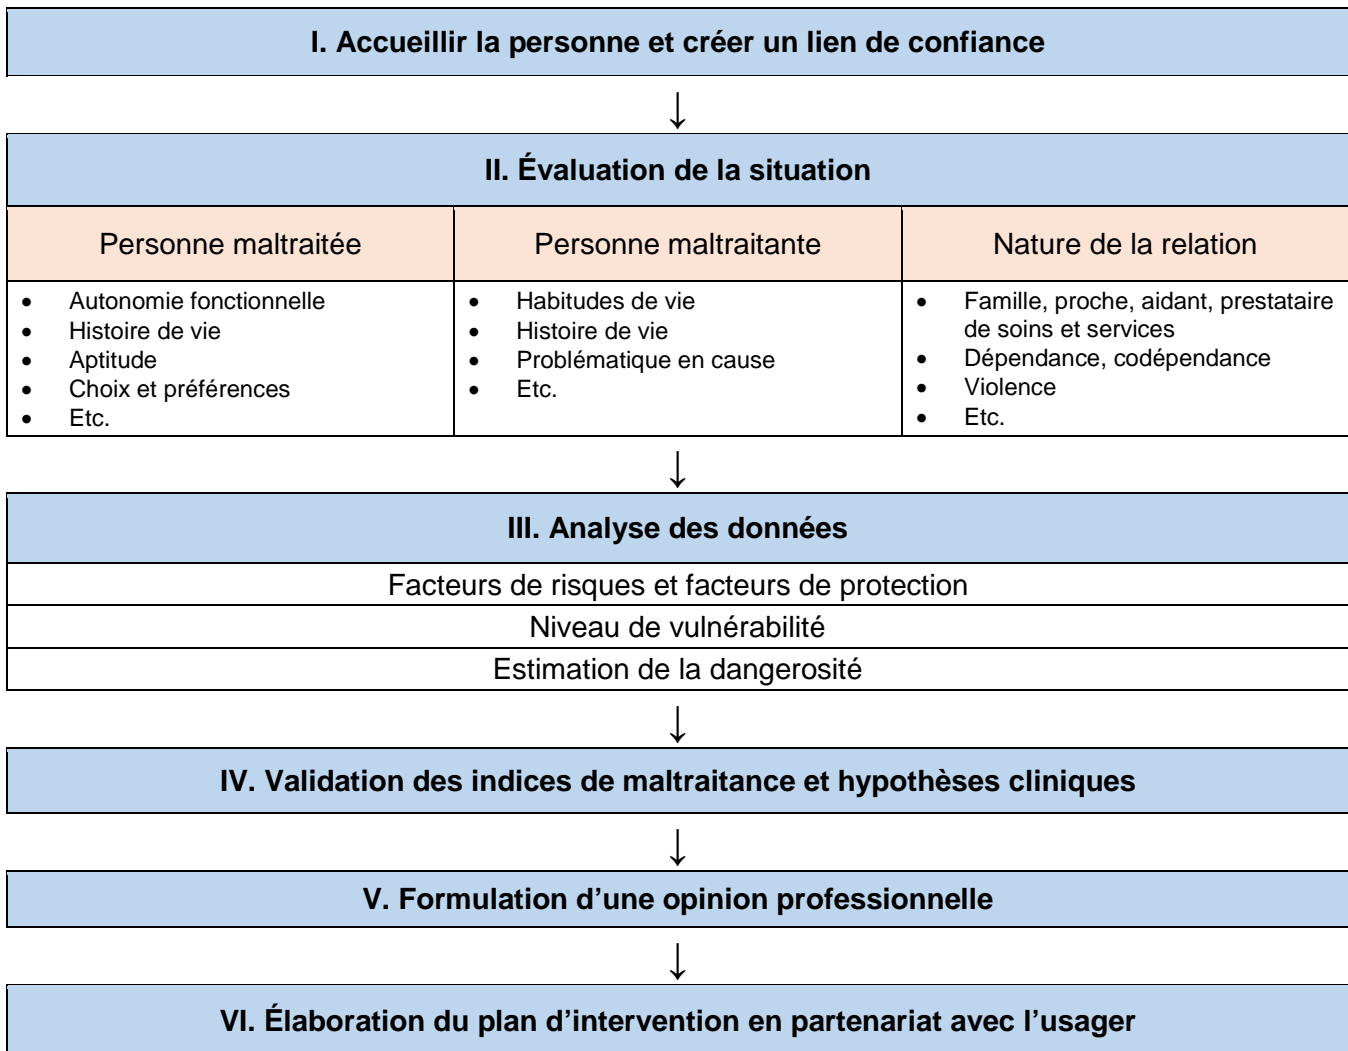 I. Accueillir la personne et créer un lien de confiance
↓
II. Évaluation de la situation
Personne maltraitée
• Autonomie fonctionnelle
• Histoire de vie
• Aptitude
• Choix et préférences
• Etc.
Personne maltraitante
• Habitudes de vie
• Histoire de vie
• Problématique en cause
• Etc.
Nature de la relation
• Famille, proche, aidant, prestataire
de soins et services
• Dépendance, codépendance
• Violence
• Etc.
↓
III. Analyse des données
Facteurs de risques et facteurs de protection
Niveau de vulnérabilité
Estimation de la dangerosité
↓
IV. Validation des indices de maltraitance et hypothèses cliniques
↓
V. Formulation d’une opinion professionnelle
↓
VI. Élaboration du plan d’intervention en partenariat avec l’usager